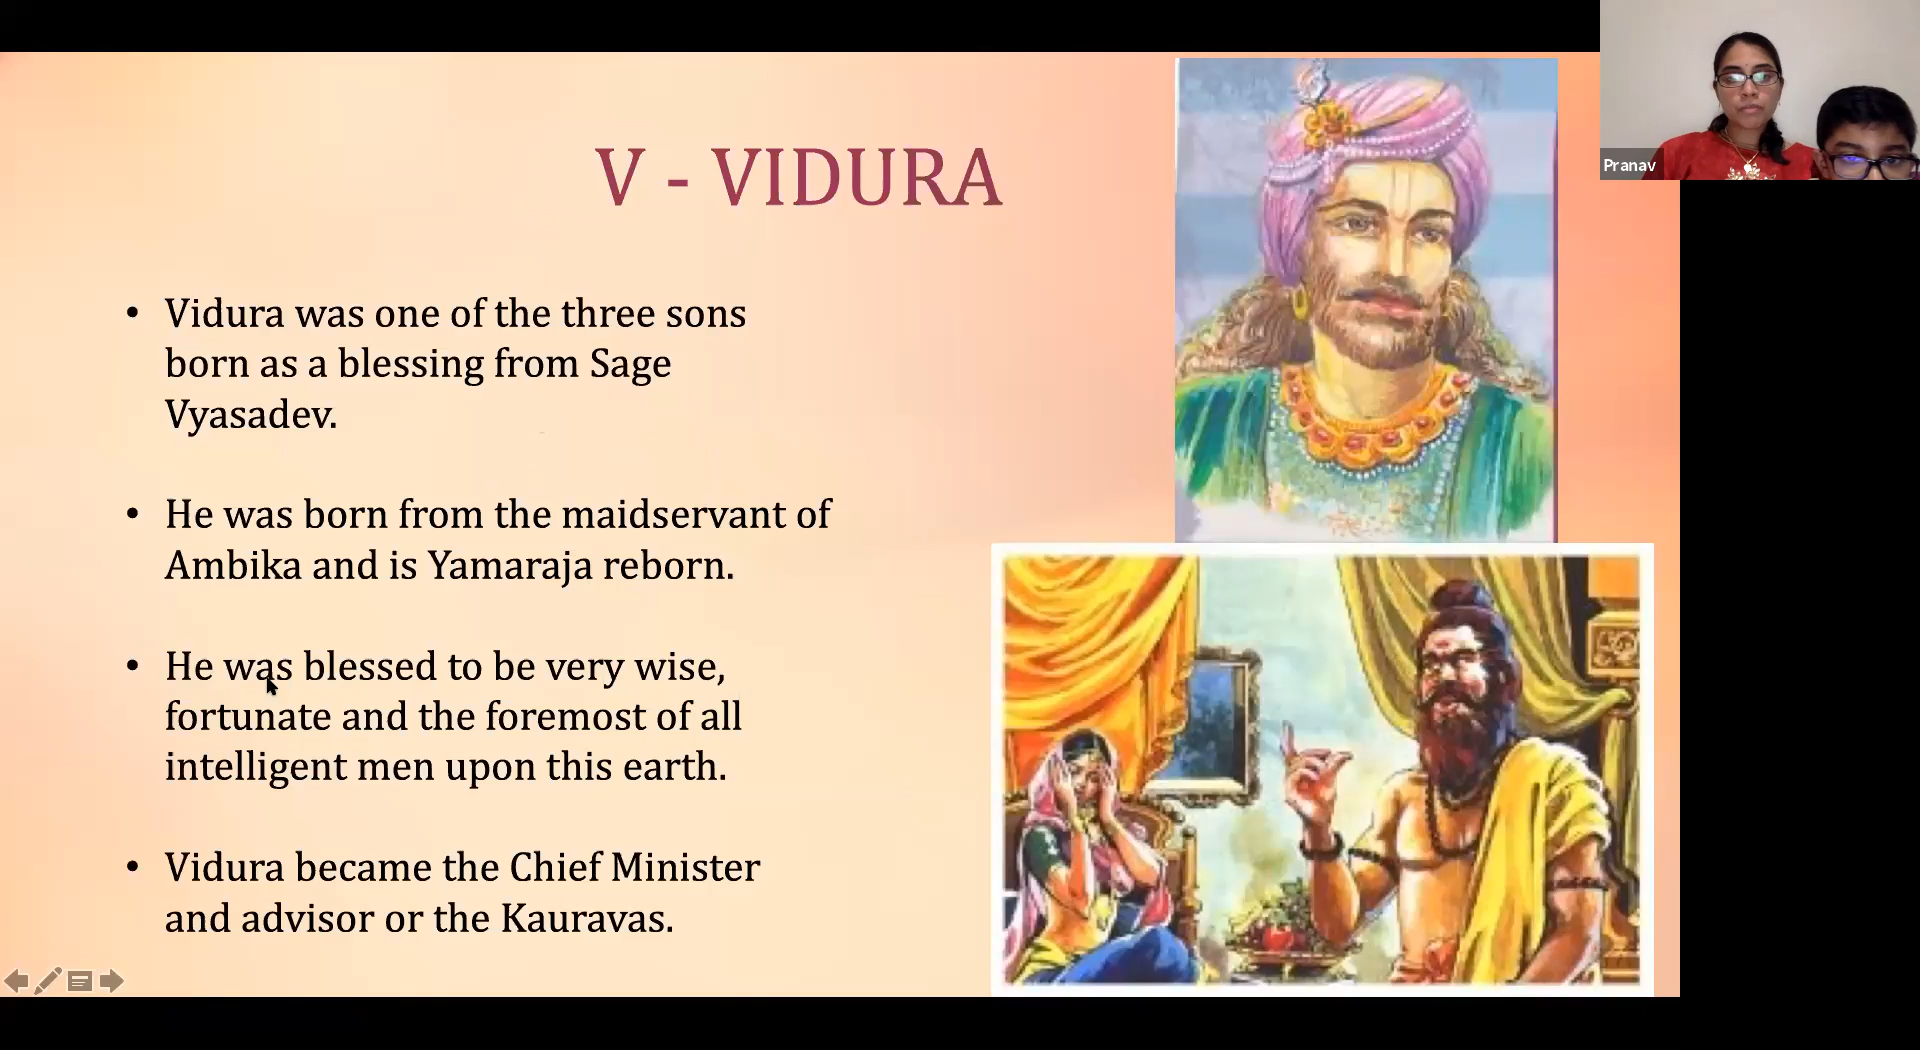 V - VIDURA
• Vidura was one of the three sons
born as a blessing from Sage
Vyasadev.
• He was born from the maidservant of
Ambika and is Yamaraja reborn.
• He was blessed to be very wise,
fortunate and the foremost of all
intelligent men upon this earth.
• Vidura became the Chief Minister
and advisor or the Kauravas.
Pranav